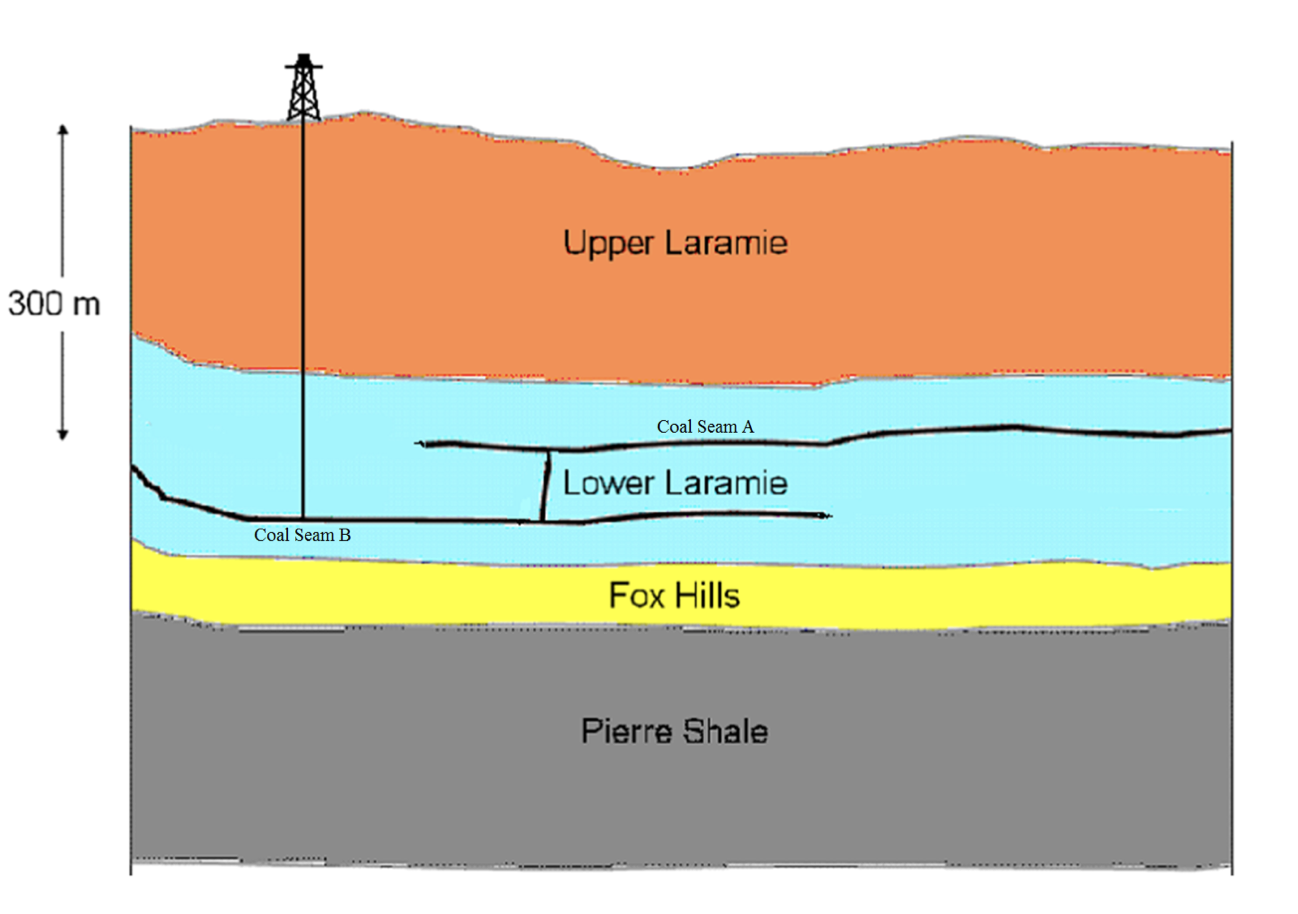 Upper Laramie
300 m
Coal Seam A
Lower Laramie
Coal Seam B
Fox Hills
Pierre Shale